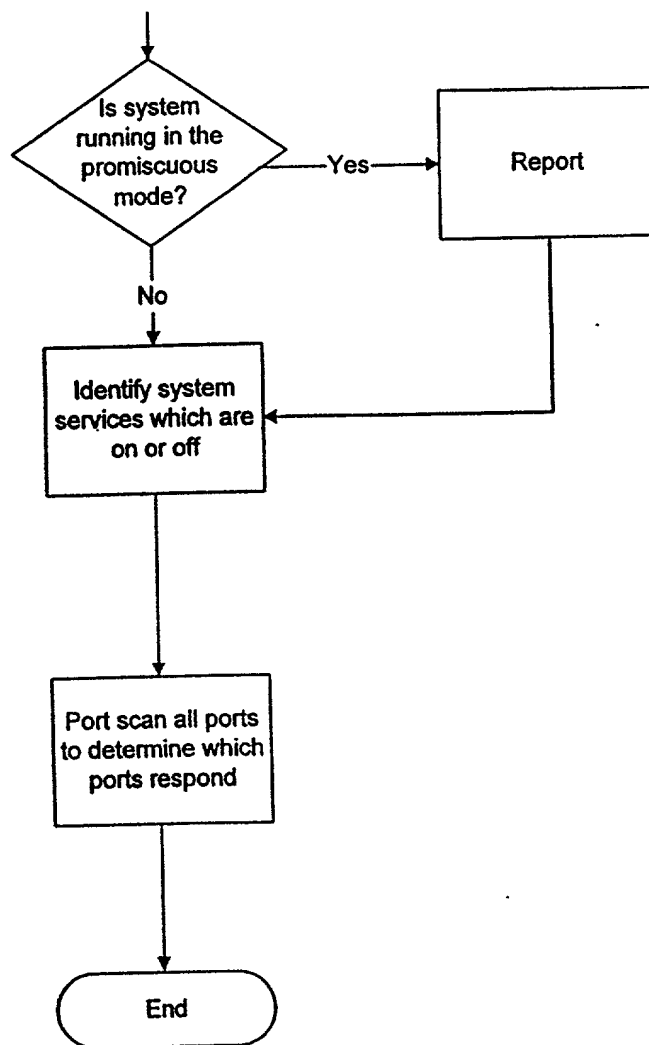 Is system
running in the
promiscuous
mode?
Yes
Report
No
Identify system
services which are
on or off
Port scan all ports
to determine which
ports respond
End